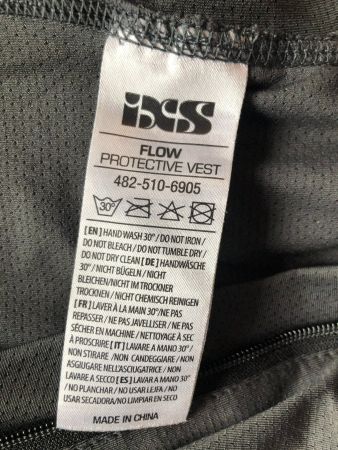 iXS
FLOW
PROTECTIVE VEST
482-510-6905
30°
[EN] HAND WASH 30° / DO NOT IRON /
DO NOT BLEACH / DO NOT TUMBLE DRY /
DO NOT DRY CLEAN [DE] HANDWÄSCHE
30° / NICHT BÜGELN / NICHT
BLEICHEN/NICHT IM TROCKNER
TROCKNEN / NICHT CHEMISCH REINIGEN
[FR] LAVER À LA MAIN 30°/NE PAS
REPASSER / NE PAS JAVELLISER / NE PAS
SÉCHER EN MACHINE / NETTOYAGE À SEC
À PROSCIRE [IT] LAVARE A MANO 30° /
NON STIRARE /NON CANDEGGIARE / NON
ASIGUGARE NELL'ASCIUGATRICE / NON
LAVARE A SECCO [ES] LAVAR A MANO 30°
/ NO PLANCHAR / NO USAR LEJFA / NO
USAR SECADORA/ NO LIMPIAR EN SECO
MADE IN CHINA